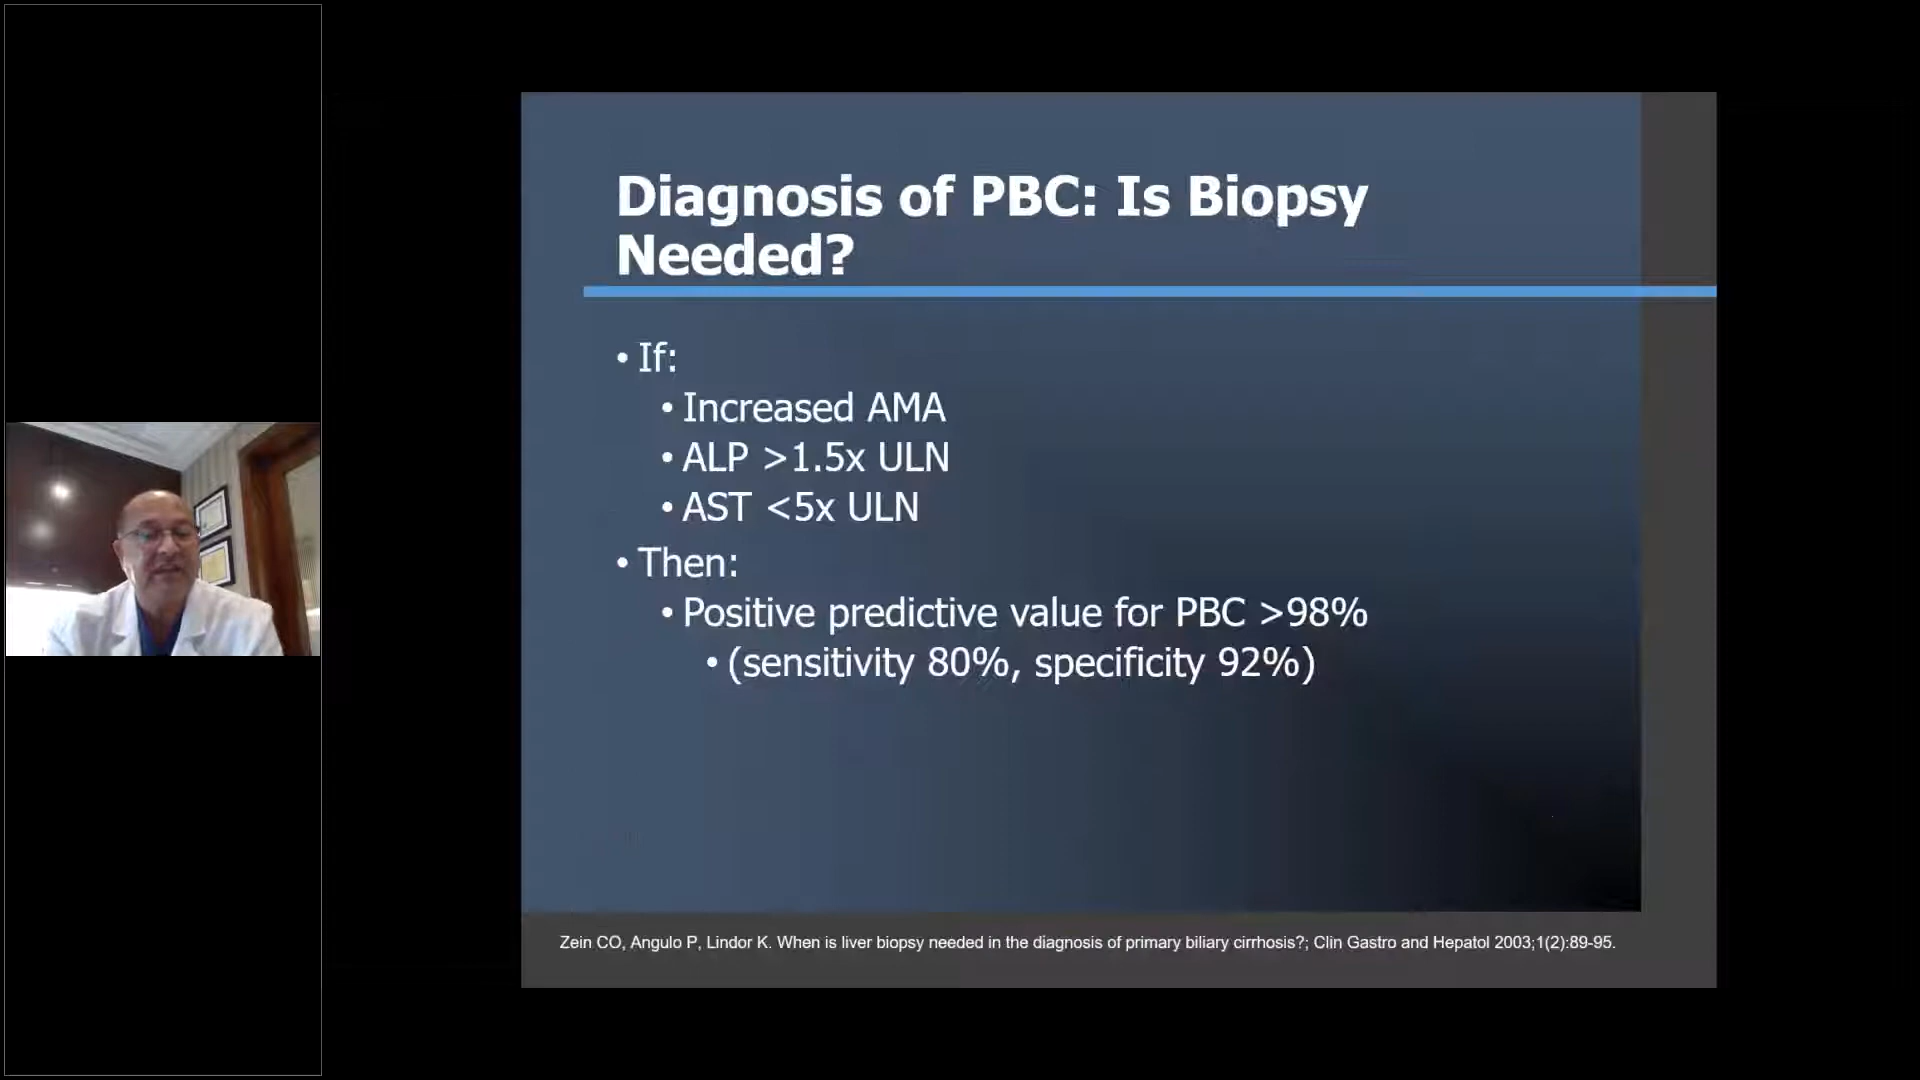 Diagnosis of PBC: Is Biopsy
Needed?
• If:
• Increased AMA
• ALP >1.5x ULN
• AST <5x ULN
• Then:
• Positive predictive value for PBC >98%
• (sensitivity 80%, specificity 92%)
Zein CO, Angulo P, Lindor K. When is liver biopsy needed in the diagnosis of primary biliary cirrhosis?; Clin Gastro and Hepatol 2003;1(2):89-95.